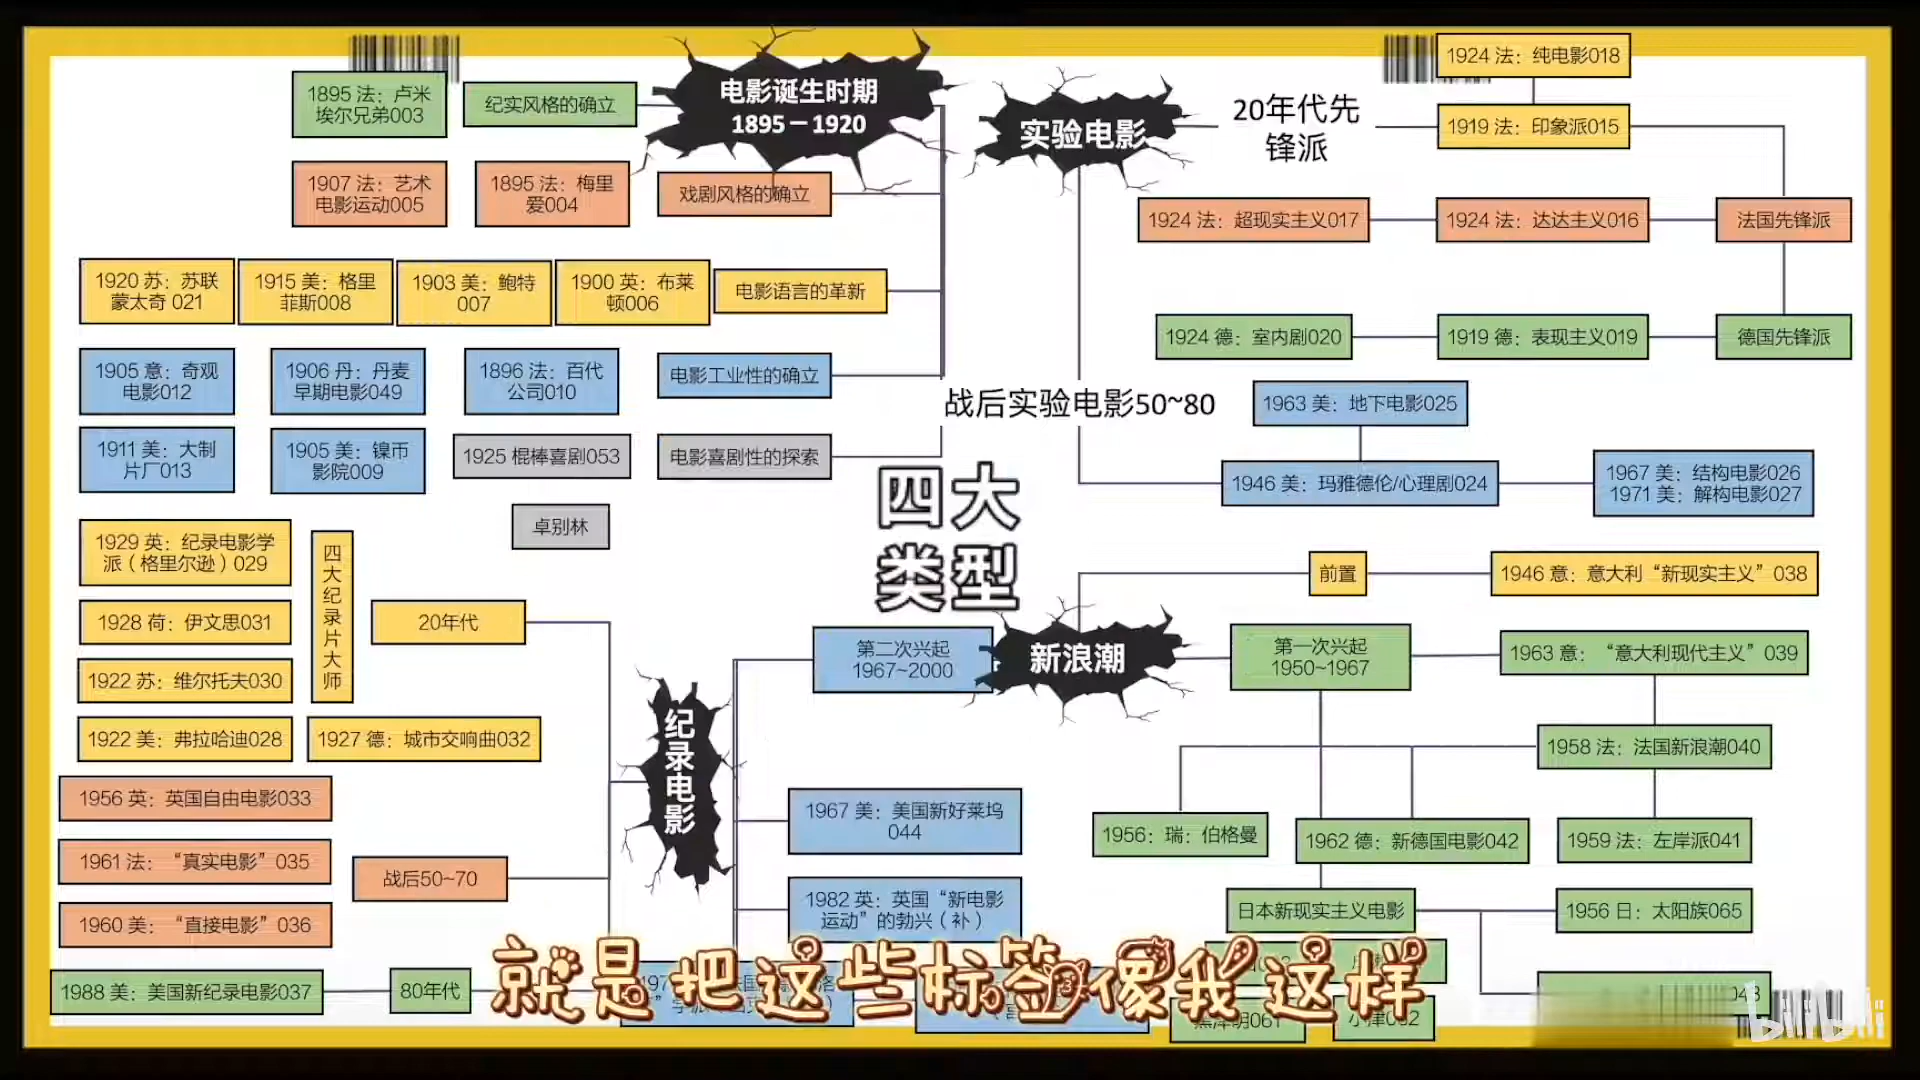 电影诞生时期
1895－1920
纪实风格的确立
1895 法：卢米
埃尔兄弟003
戏剧风格的确立
1895 法：梅里
爱004
1907 法：艺术
电影运动005
电影语言的革新
1900 英：布莱
顿006
1903 美：鲍特
007
1915 美：格里
菲斯008
1920 苏：苏联
蒙太奇 021
电影工业性的确立
1896 法：百代
公司010
1906 丹：丹麦
早期电影049
1905 意：奇观
电影012
1911 美：大制
片厂013
1905 美：镍币
影院009
电影喜剧性的探索
1925 棍棒喜剧053
卓别林
实验电影
20年代先
锋派
1924 法：纯电影018
1919 法：印象派015
法国先锋派
1924 法：达达主义016
1924 法：超现实主义017
德国先锋派
1919 德：表现主义019
1924 德：室内剧020
战后实验电影50~80
1963 美：地下电影025
1946 美：玛雅德伦/心理剧024
1967 美：结构电影026
1971 美：解构电影027
四大
类型
新浪潮
前置
1946 意：意大利“新现实主义”038
第一次兴起
1950~1967
1963 意：“意大利现代主义”039
1958 法：法国新浪潮040
1959 法：左岸派041
1956：瑞：伯格曼
1962 德：新德国电影042
日本新现实主义电影
1956 日：太阳族065
黑泽明061
第二次兴起
1967~2000
1967 美：美国新好莱坞
044
1982 英：英国“新电影
运动”的勃兴（补）
纪录电影
20年代
四大纪录片大师
1929 英：纪录电影学
派（格里尔逊）029
1928 荷：伊文思031
1922 苏：维尔托夫030
1922 美：弗拉哈迪028
1927 德：城市交响曲032
战后50~70
1956 英：英国自由电影033
1961 法：“真实电影”035
1960 美：“直接电影”036
80年代
1988 美：美国新纪录电影037
就是把这些标签像我这样
bilibili